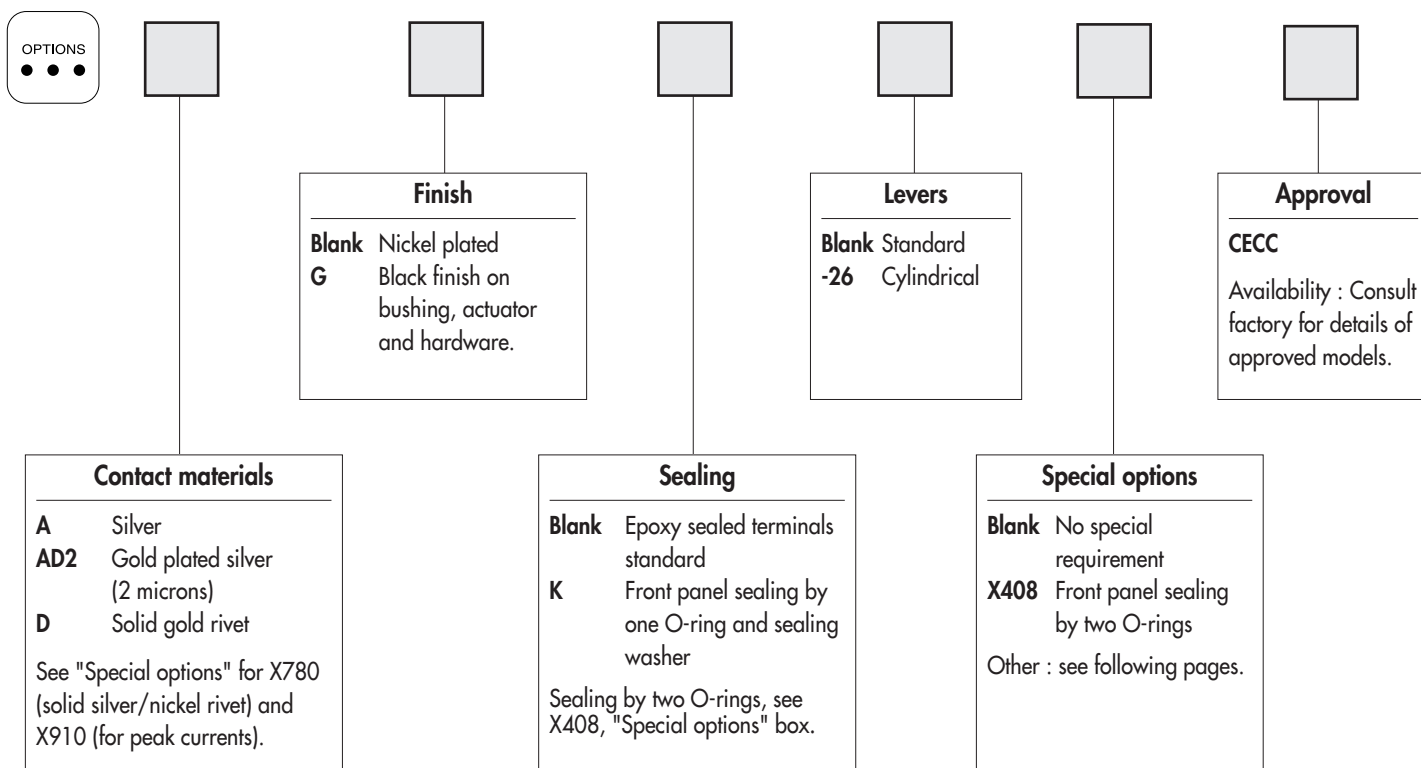 OPTIONS
Finish
Blank Nickel plated
G Black finish on
bushing, actuator
and hardware.
Levers
Blank Standard
-26 Cylindrical
Approval
CECC
Availability : Consult
factory for details of
approved models.
Contact materials
A Silver
AD2 Gold plated silver
(2 microns)
D Solid gold rivet
See "Special options" for X780
(solid silver/nickel rivet) and
X910 (for peak currents).
Sealing
Blank Epoxy sealed terminals
standard
K Front panel sealing by
one O-ring and sealing
washer
Sealing by two O-rings, see
X408, "Special options" box.
Special options
Blank No special
requirement
X408 Front panel sealing
by two O-rings
Other : see following pages.